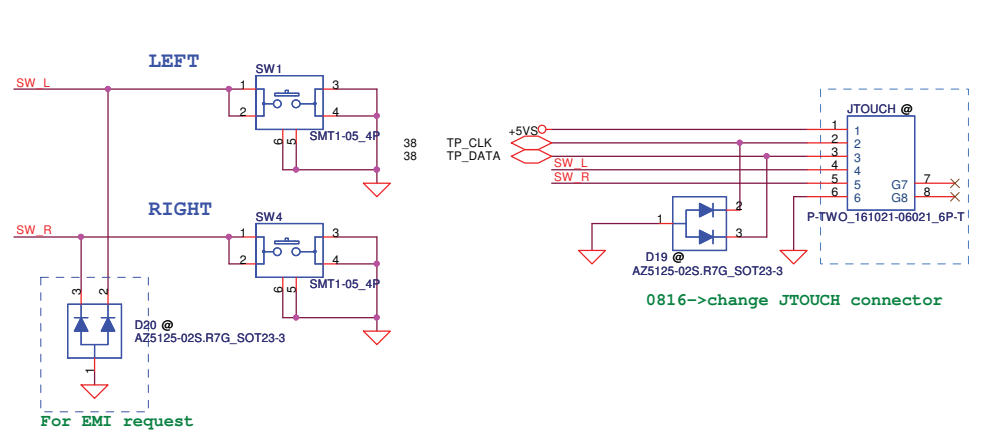 LEFT
SW_L
SW1
1
2
3
4
6
5
SMT1-05_4P
RIGHT
SW_R
SW4
1
2
3
4
6
5
SMT1-05_4P
3
2
D20 @
AZ5125-02S.R7G_SOT23-3
1
For EMI request
+5VS
38 TP_CLK
38 TP_DATA
SW_L
SW_R
JTOUCH @
1 1
2 2
3 3
4 4
5 5
6 6
G7 7
G8 8
P-TWO_161021-06021_6P-T
1
2
3
D19 @
AZ5125-02S.R7G_SOT23-3
0816->change JTOUCH connector